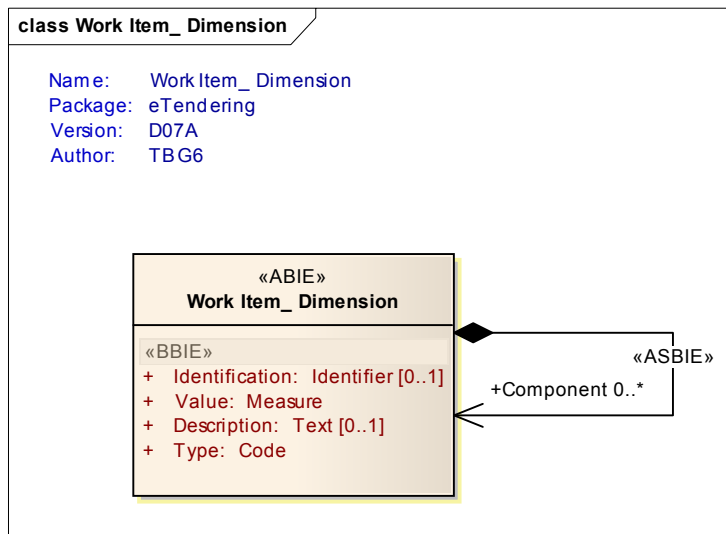 class Work Item_ Dimension
Name: Work Item_ Dimension
Package: eTendering
Version: D07A
Author: TBG6
«ABIE»
Work Item_ Dimension
«BBIE»
+ Identification: Identifier [0..1]
+ Value: Measure
+ Description: Text [0..1]
+ Type: Code
«ASBIE»
+Component 0..*